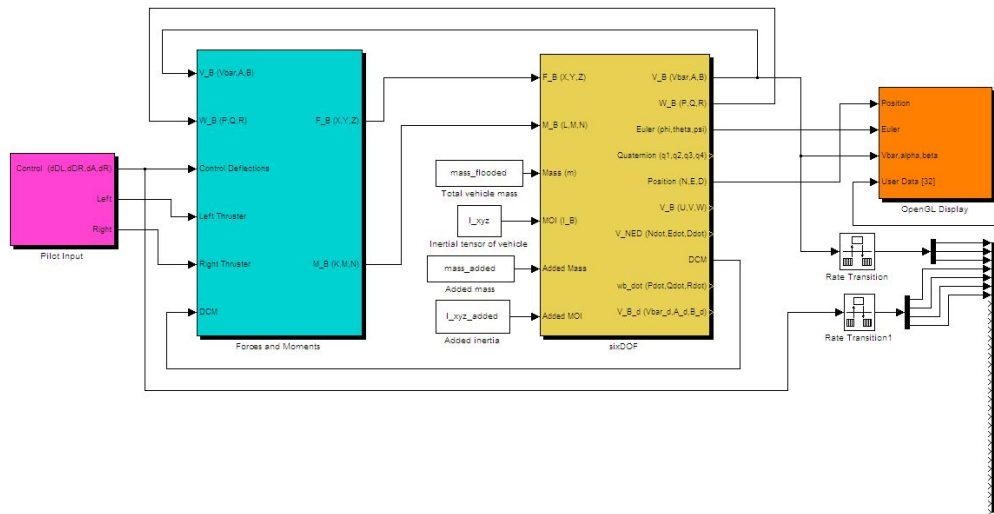 Control (dDL,dDR,dA,dR)
Left
Right
Pilot Input
V_B (Vbar,A,B)
W_B (P,Q,R)
Control Deflections
Left Thruster
Right Thruster
DCM
F_B (X,Y,Z)
M_B (K,M,N)
Forces and Moments
mass_flooded
Total vehicle mass
I_xyz
Inertial tensor of vehicle
mass_added
Added mass
I_xyz_added
Added inertia
F_B (X,Y,Z)
M_B (L,M,N)
Mass (m)
MOI (I_B)
Added Mass
Added MOI
V_B (Vbar,A,B)
W_B (P,Q,R)
Euler (phi,theta,psi)
Quaternion (q1,q2,q3,q4)
Position (N,E,D)
V_B (U,V,W)
V_NED (Ndot,Edot,Ddot)
DCM
wb_dot (Pdot,Qdot,Rdot)
V_B_d (Vbar_d,A_d,B_d)
sixDOF
Position
Euler
Vbar,alpha,beta
User Data [32]
OpenGL Display
Rate Transition
Rate Transition1